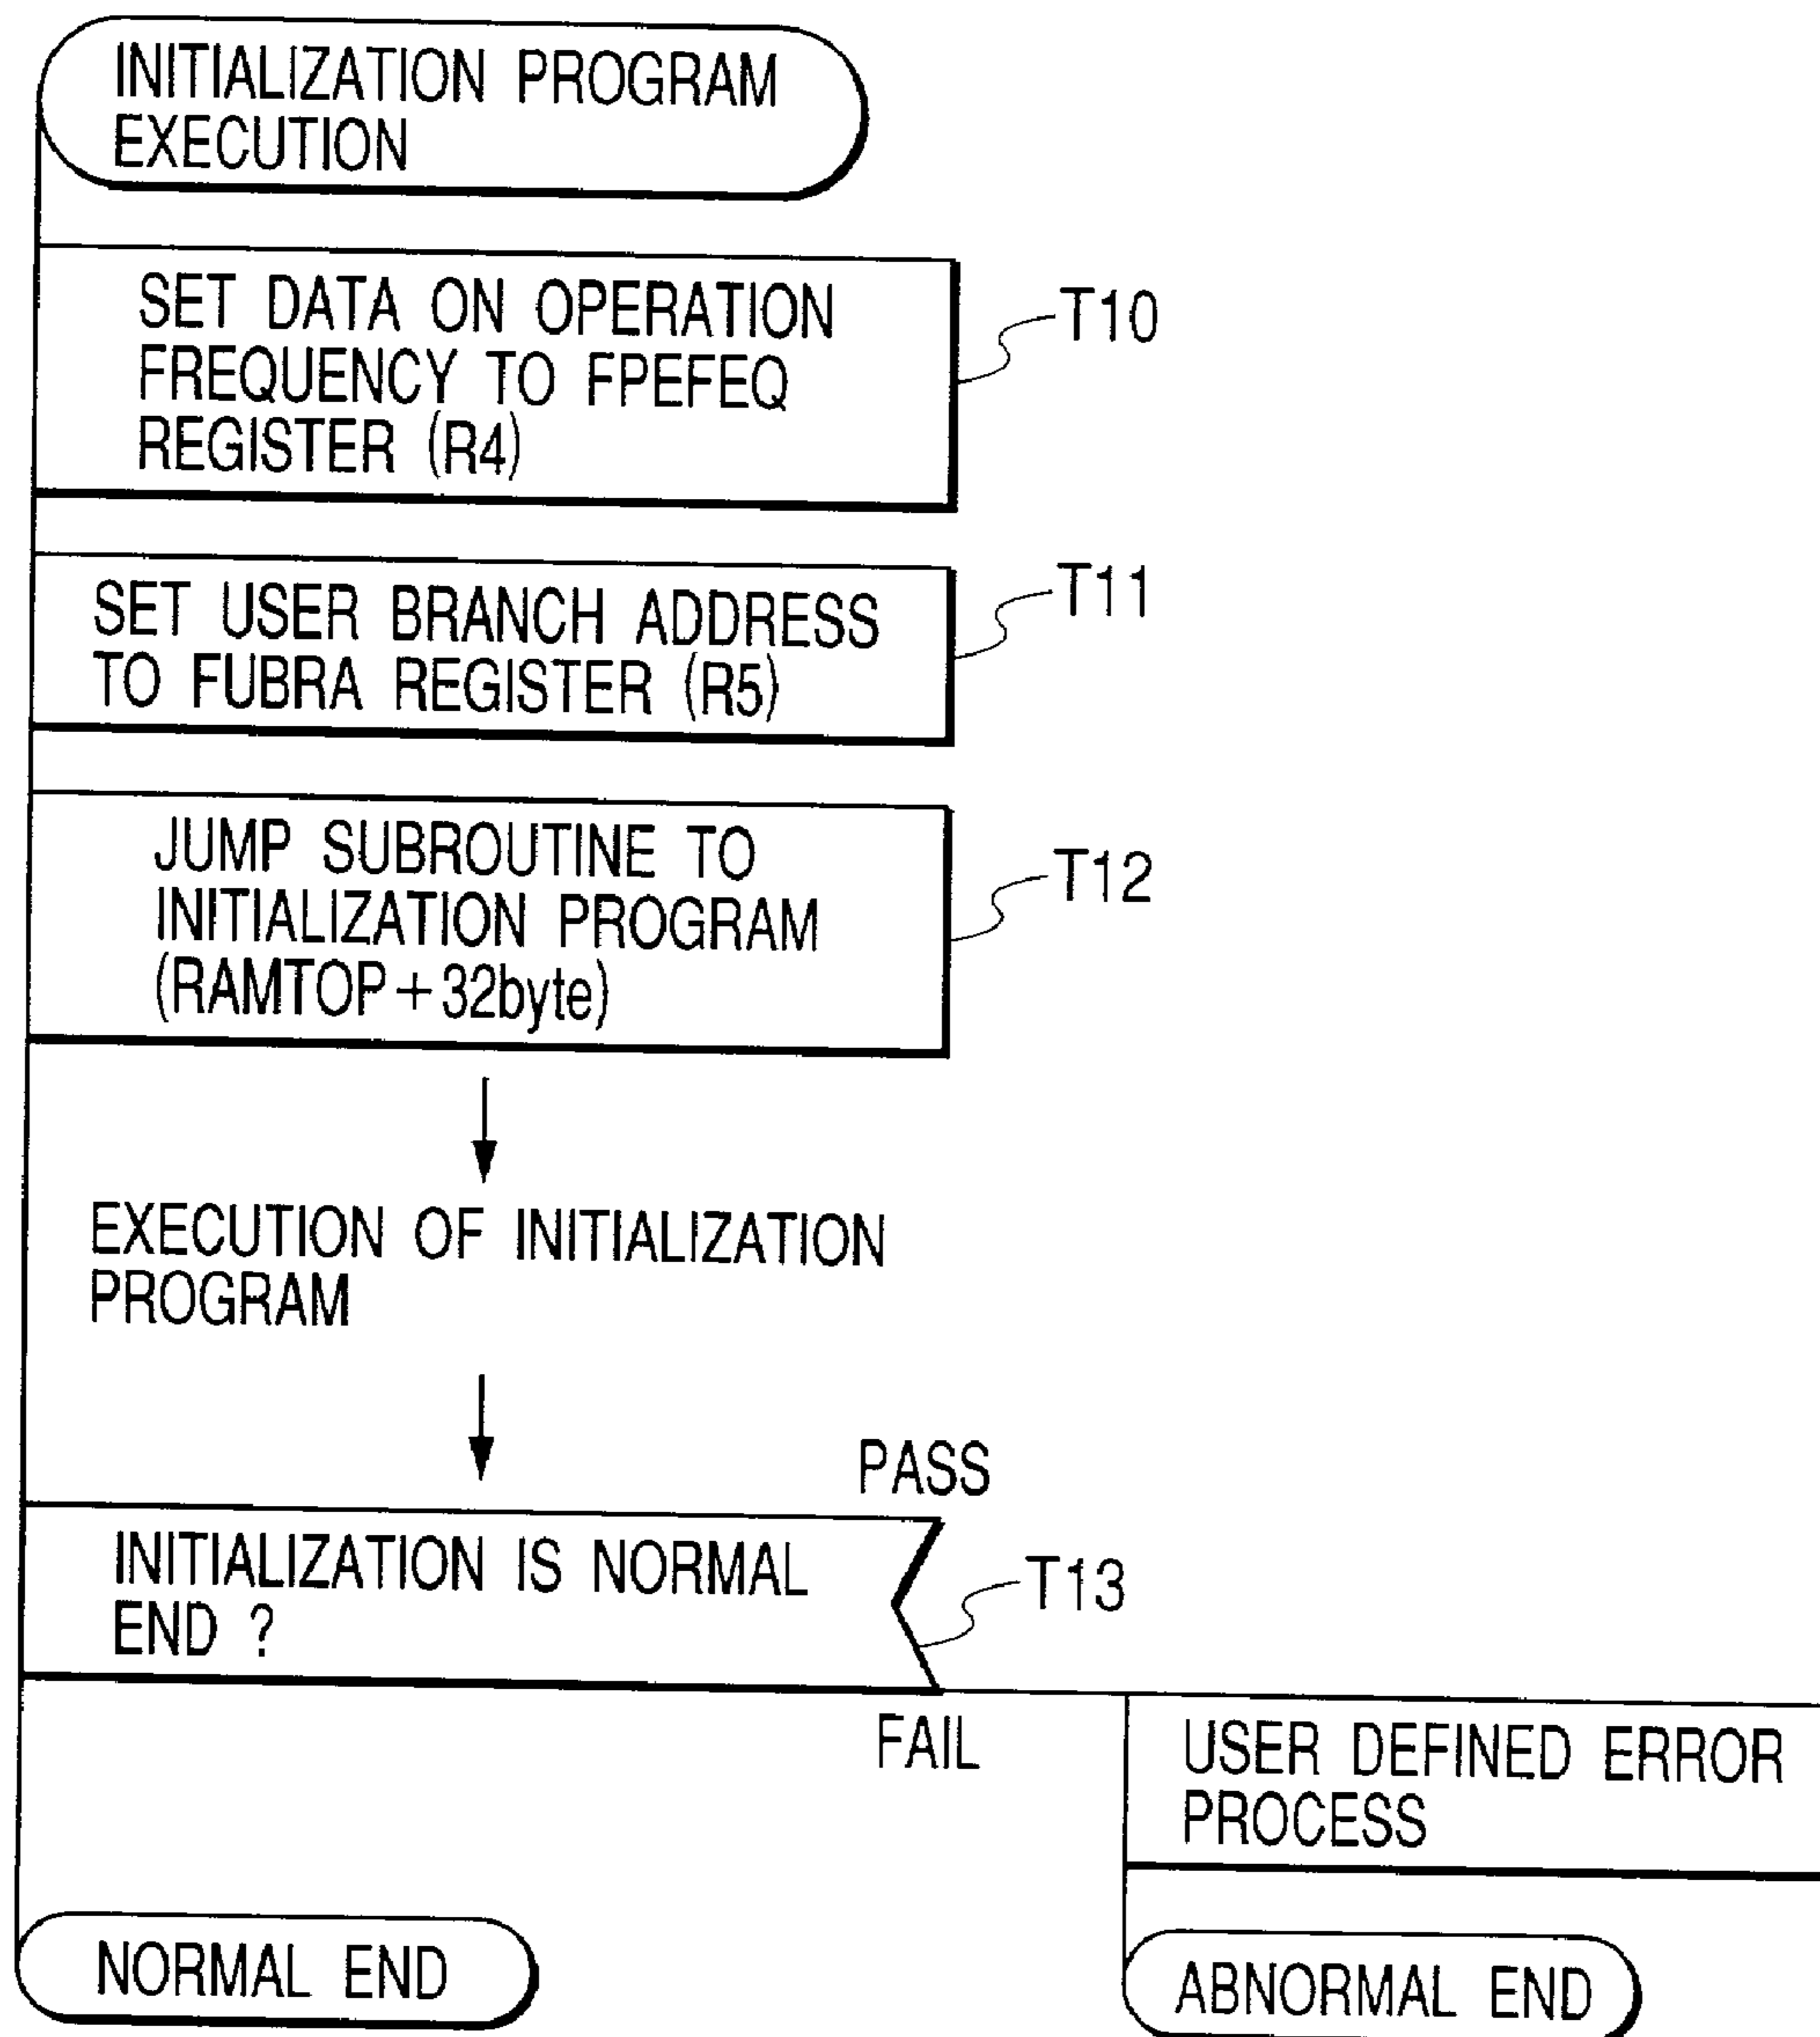 INITIALIZATION PROGRAM
EXECUTION
SET DATA ON OPERATION
FREQUENCY TO FPEFEQ
REGISTER (R4)
T10
SET USER BRANCH ADDRESS
TO FUBRA REGISTER (R5)
T11
JUMP SUBROUTINE TO
INITIALIZATION PROGRAM
(RAMTOP+32byte)
T12
EXECUTION OF INITIALIZATION
PROGRAM
PASS
INITIALIZATION IS NORMAL
END ?
T13
FAIL
USER DEFINED ERROR
PROCESS
NORMAL END
ABNORMAL END